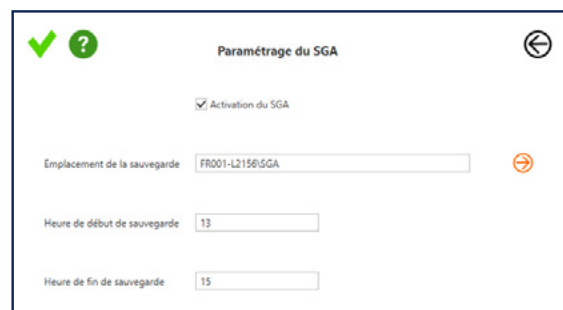 ?
Paramétrage du SGA
Activation du SGA
Emplacement de la sauvegarde FR001-L2156\SGA
Heure de début de sauvegarde 13
Heure de fin de sauvegarde 15